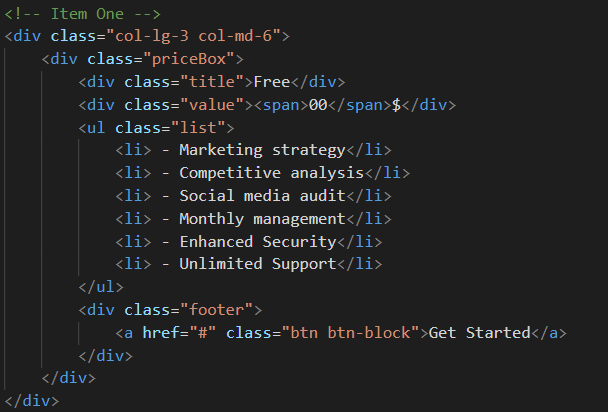 <!-- Item One -->
<div class="col-lg-3 col-md-6">
    <div class="priceBox">
        <div class="title">Free</div>
        <div class="value"><span>00</span>$</div>
        <ul class="list">
            <li> - Marketing strategy</li>
            <li> - Competitive analysis</li>
            <li> - Social media audit</li>
            <li> - Monthly management</li>
            <li> - Enhanced Security</li>
            <li> - Unlimited Support</li>
        </ul>
        <div class="footer">
            <a href="#" class="btn btn-block">Get Started</a>
        </div>
    </div>
</div>